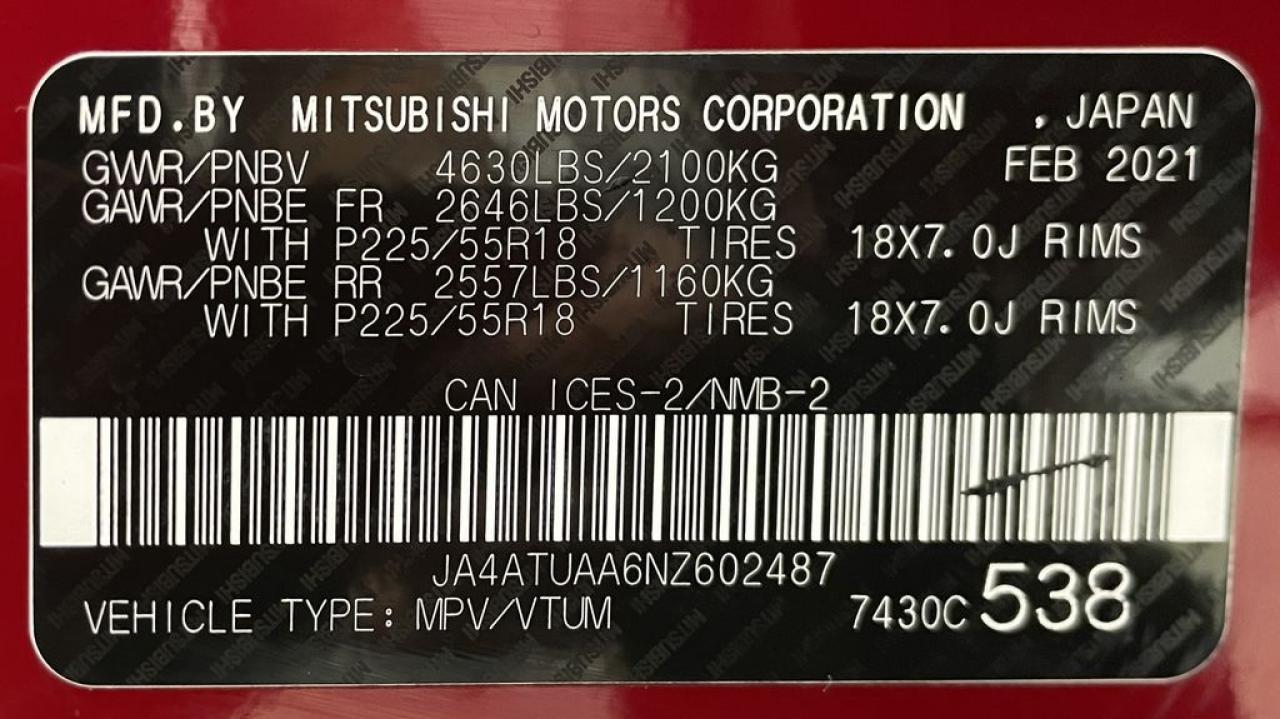 MFD.BY MITSUBISHI MOTORS CORPORATION , JAPAN
GVWR/PNBV 4630LBS/2100KG FEB 2021
GAWR/PNBE FR 2646LBS/1200KG
WITH P225/55R18 TIRES 18X7.0J RIMS
GAWR/PNBE RR 2557LBS/1160KG
WITH P225/55R18 TIRES 18X7.0J RIMS
CAN ICES-2/NMB-2
JA4ATUAA6NZ602487
VEHICLE TYPE: MPV/VTUM 7430C 538